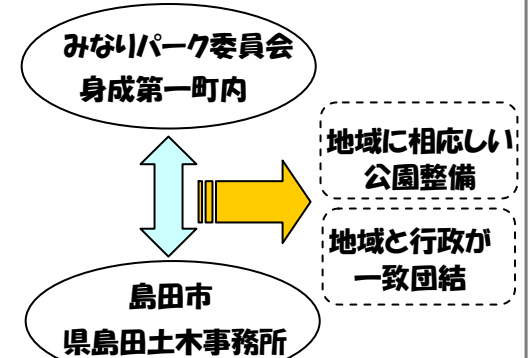 みなりパーク委員会
身成第一町内
地域に相応しい
公園整備
地域と行政が
一致団結
島田市
県島田土木事務所